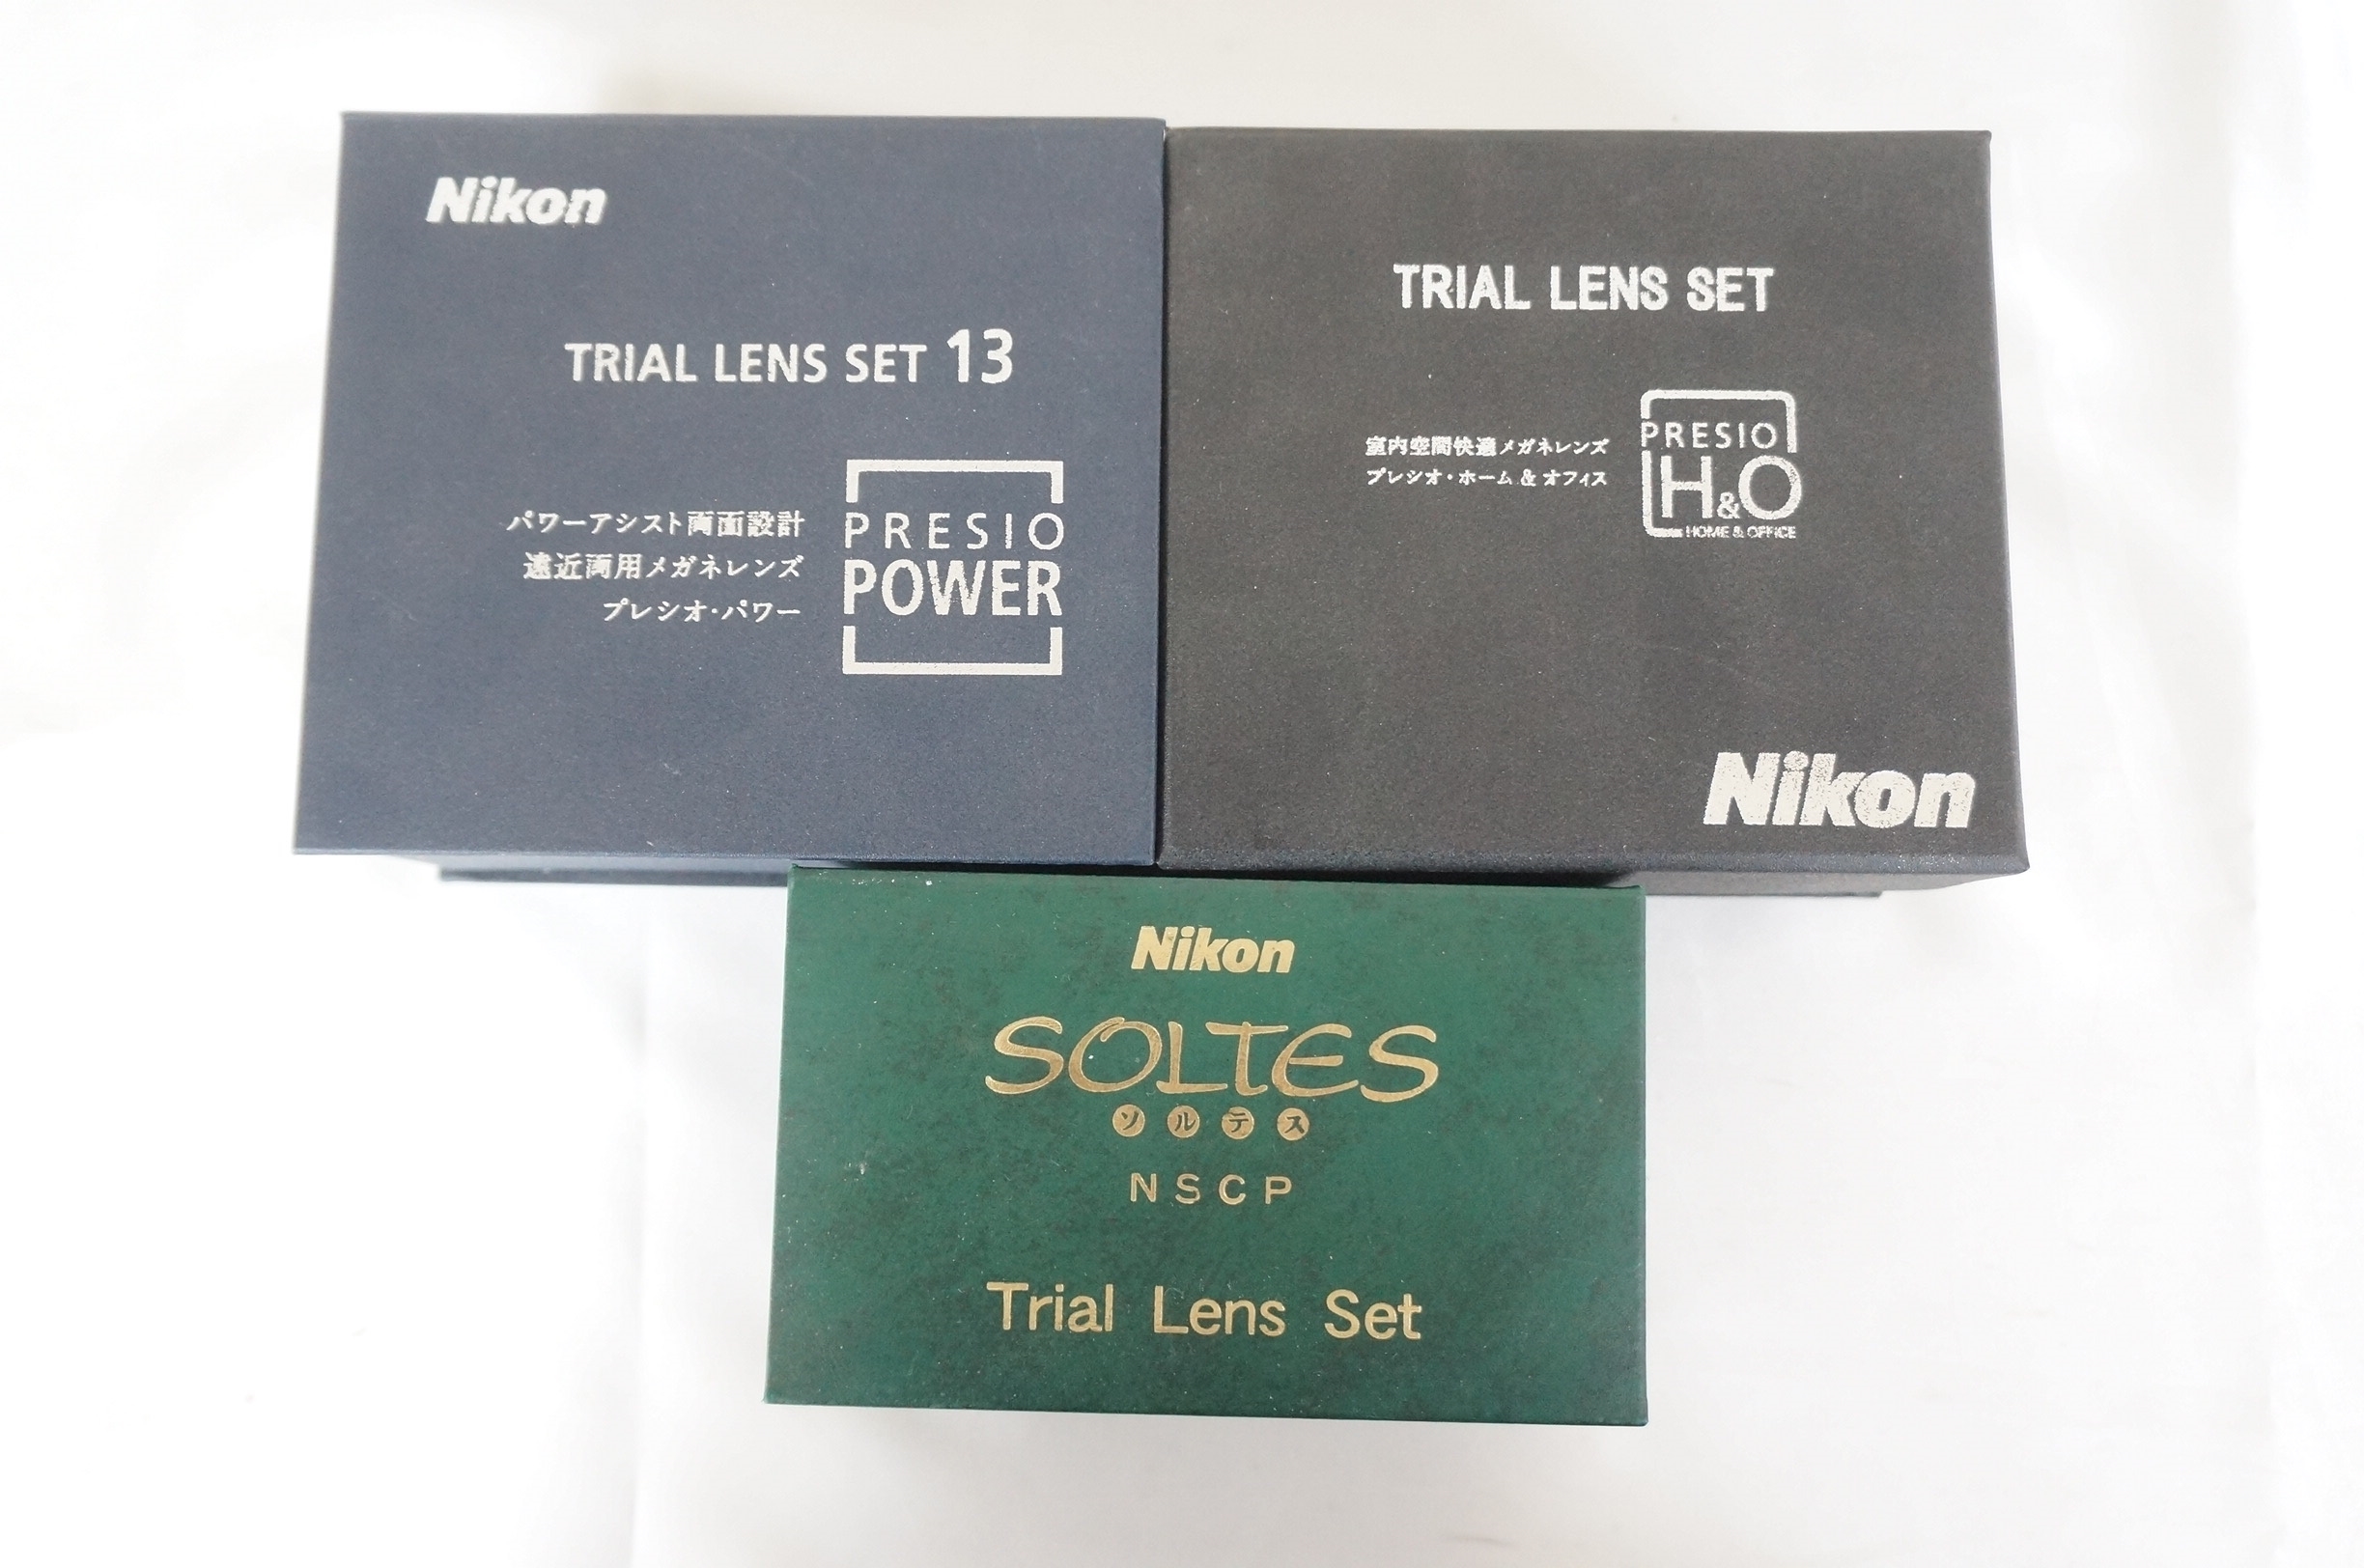 Nikon
TRIAL LENS SET 13
パワーアシスト両面設計
遠近両用メガネレンズ
プレシオ・パワー
PRESIO
POWER
TRIAL LENS SET
室内空間快適メガネレンズ
プレシオ・ホーム & オフィス
PRESIO
H&O
HOME & OFFICE
Nikon
Nikon
SOLTES
ソルテス
NSCP
Trial Lens Set